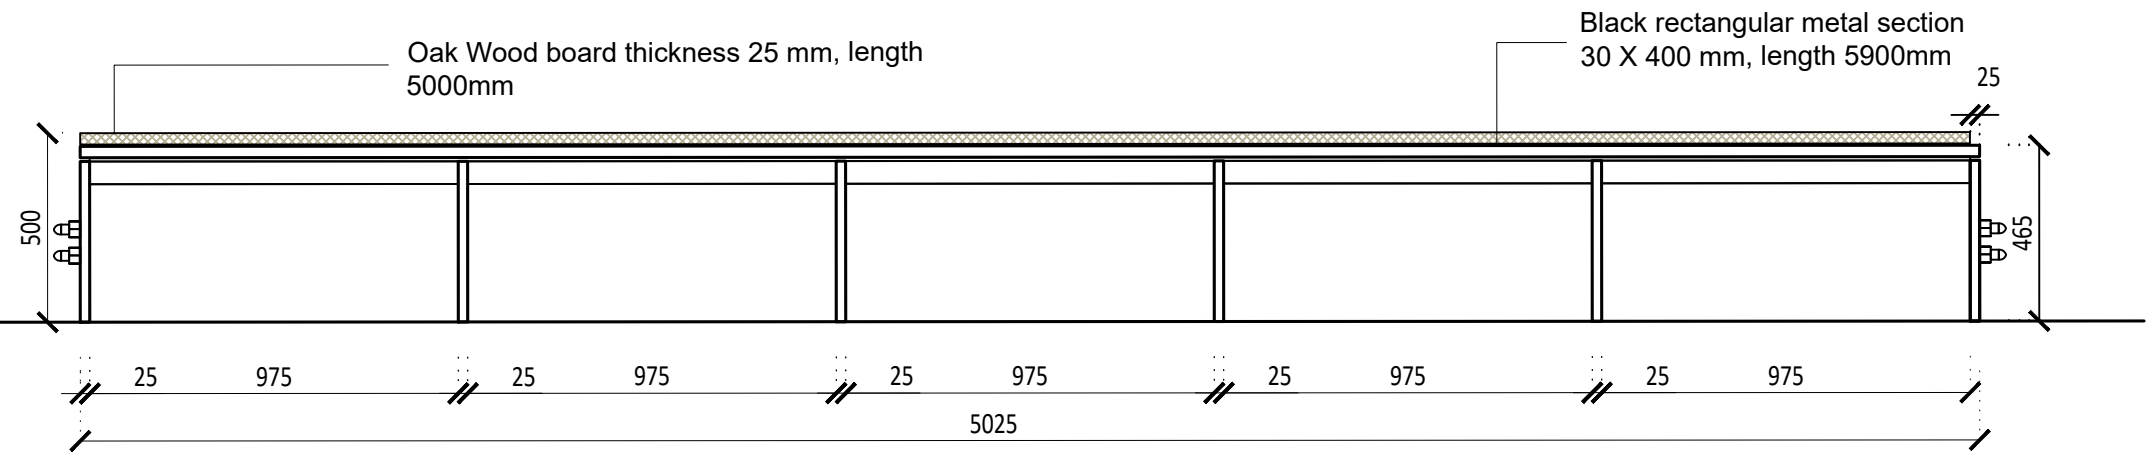 Black rectangular metal section
30 X 400 mm, length 5900mm
Oak Wood board thickness 25 mm, length
5000mm
25
500
465
25 975 25 975 25 975 25 975 25 975
5025